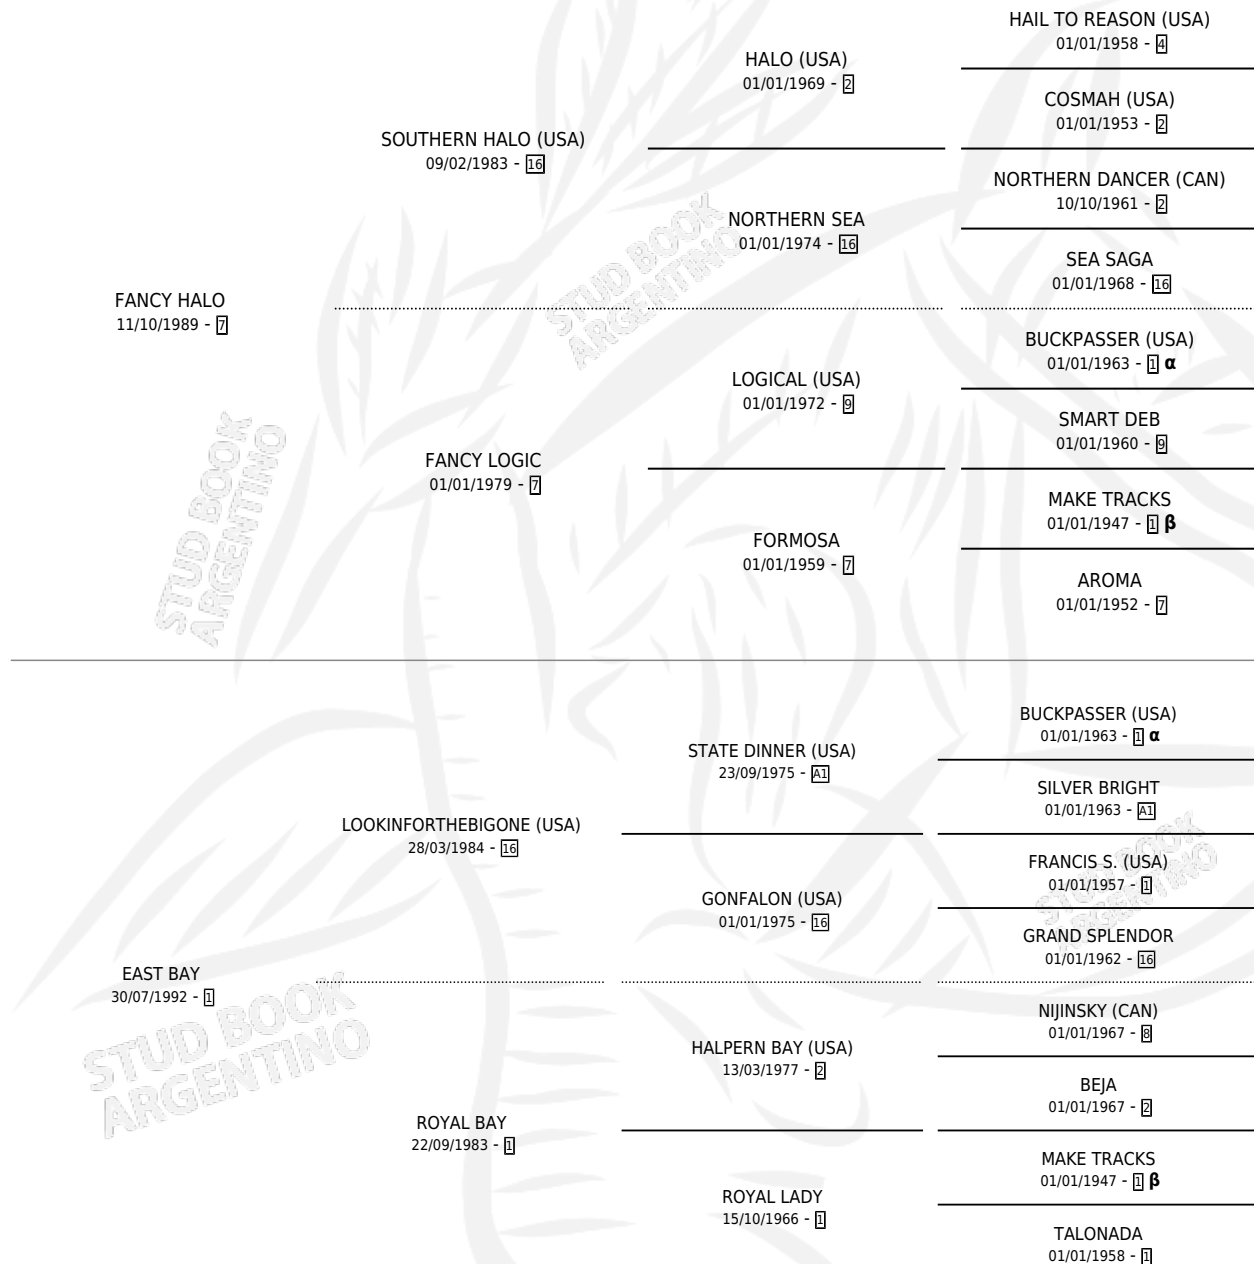 HAIL TO REASON (USA)
01/01/1958 - 4
HALO (USA)
01/01/1969 - 2
COSMAH (USA)
01/01/1953 - 2
SOUTHERN HALO (USA)
09/02/1983 - 16
NORTHERN DANCER (CAN)
10/10/1961 - 2
NORTHERN SEA
01/01/1974 - 16
SEA SAGA
01/01/1968 - 16
STUD BOOK
ARGENTINO
FANCY HALO
11/10/1989 - 7
BUCKPASSER (USA)
01/01/1963 - 1 α
LOGICAL (USA)
01/01/1972 - 9
SMART DEB
01/01/1960 - 9
FANCY LOGIC
01/01/1979 - 7
STUD BOOK
ARGENTINO
MAKE TRACKS
01/01/1947 - 1 β
FORMOSA
01/01/1959 - 7
AROMA
01/01/1952 - 7
BUCKPASSER (USA)
01/01/1963 - 1 α
STATE DINNER (USA)
23/09/1975 - A1
SILVER BRIGHT
01/01/1963 - A1
LOOKINFORTHEBIGONE (USA)
28/03/1984 - 16
FRANCIS S. (USA)
01/01/1957 - 1
STUD BOOK
ARGENTINO
GONFALON (USA)
01/01/1975 - 16
GRAND SPLENDOR
01/01/1962 - 16
EAST BAY
30/07/1992 - 1
STUD BOOK
ARGENTINO
NIJINSKY (CAN)
01/01/1967 - 8
HALPERN BAY (USA)
13/03/1977 - 2
BEJA
01/01/1967 - 2
ROYAL BAY
22/09/1983 - 1
MAKE TRACKS
01/01/1947 - 1 β
ROYAL LADY
15/10/1966 - 1
TALONADA
01/01/1958 - 1